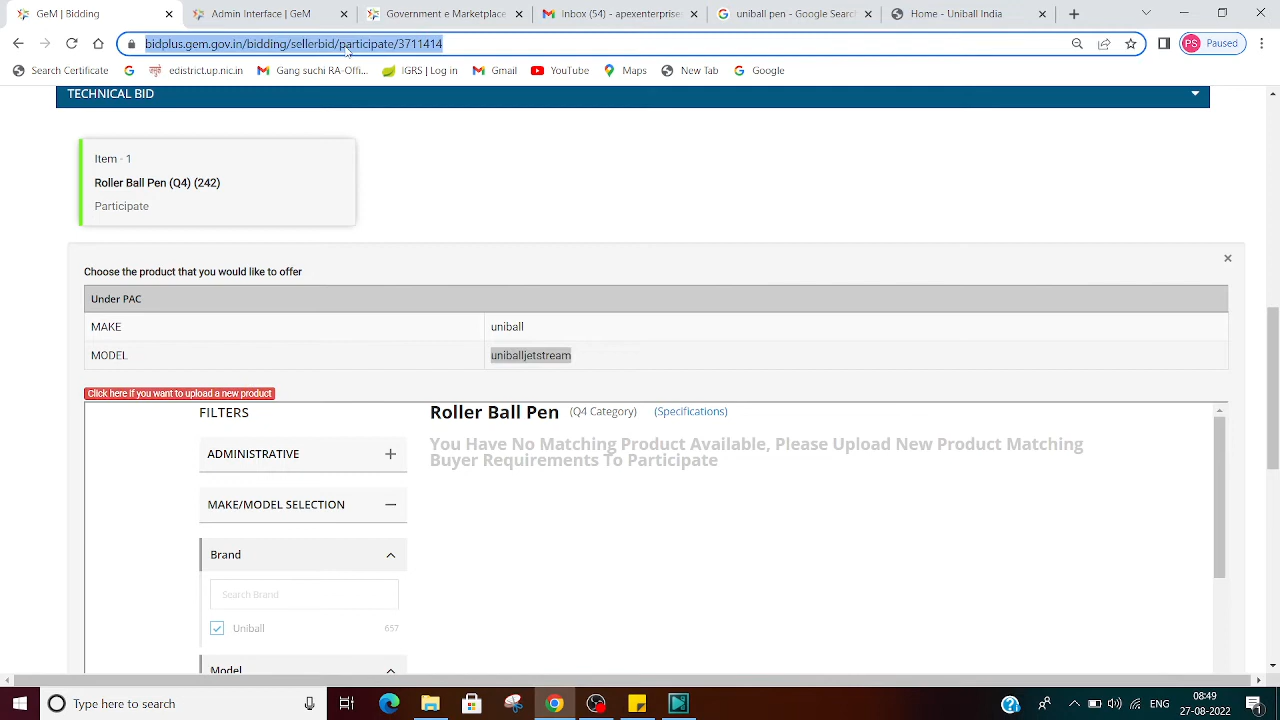 Bidding | GeM
Adding Item | GeM
Government Marketplace
Inbox (54) - apexenterprises
uniball pen - Google Search
Home - Uniball India
bidplus.gem.gov.in/bidding/sellerbid/participate/3711414
PS Paused
Search Certificate
edistrict.up.nic.in
Gang suchi RA Offi...
IGRS | Log in
Gmail
YouTube
Maps
New Tab
Google
TECHNICAL BID
Item - 1
Roller Ball Pen (Q4) (242)
Participate
Choose the product that you would like to offer
Under PAC
MAKE uniball
MODEL uniballjetstream
Click here if you want to upload a new product
FILTERS
Roller Ball Pen (Q4 Category) (Specifications)
You Have No Matching Product Available, Please Upload New Product Matching
Buyer Requirements To Participate
ADMINISTRATIVE
MAKE/MODEL SELECTION
Brand
Search Brand
Uniball 657
Model
Type here to search
ENG
08:49
27-08-2022